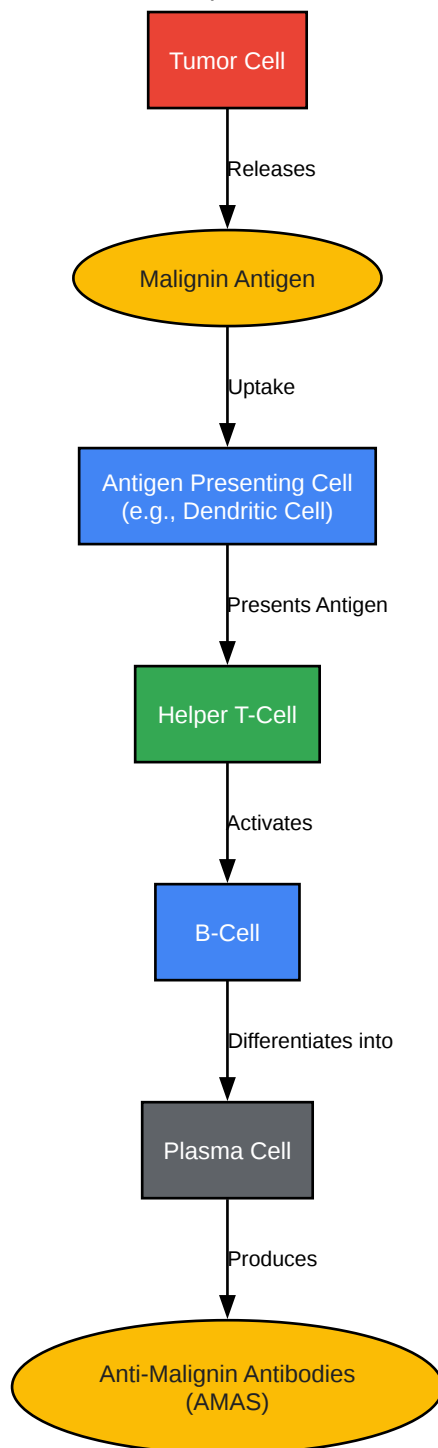 Tumor Cell
Releases
Malignin Antigen
Uptake
Antigen Presenting Cell
(e.g., Dendritic Cell)
Presents Antigen
Helper T-Cell
Activates
B-Cell
Differentiates into
Plasma Cell
Produces
Anti-Malignin Antibodies
(AMAS)